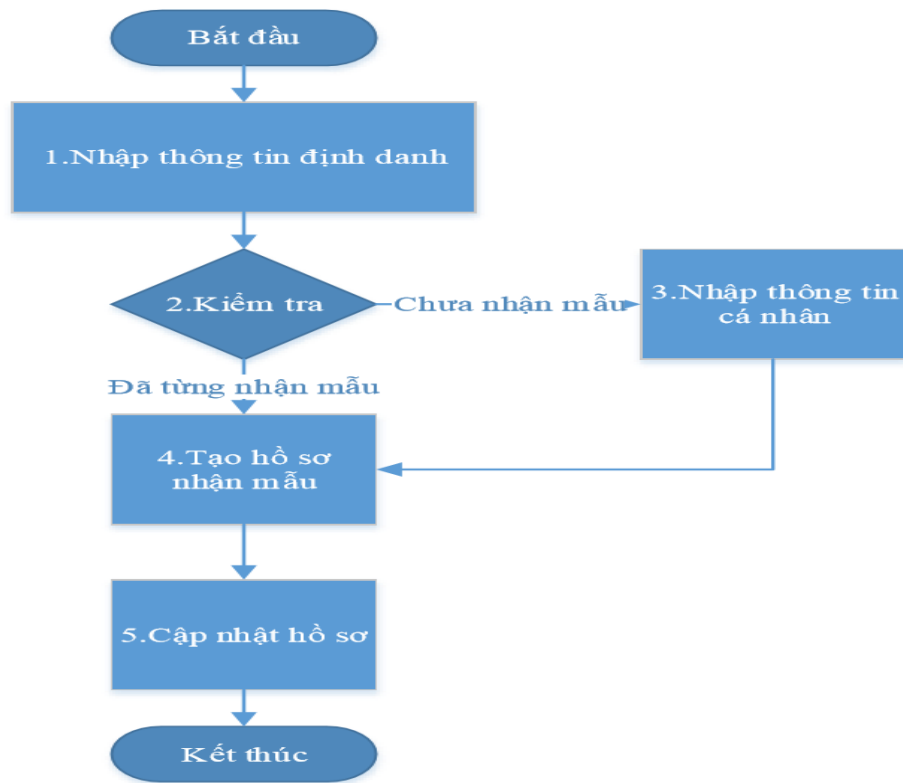 Bắt đầu
1.Nhập thông tin định danh
2.Kiểm tra
Chưa nhận mẫu
3.Nhập thông tin
cá nhân
Đã từng nhận mẫu
4.Tạo hồ sơ
nhận mẫu
5.Cập nhật hồ sơ
Kết thúc